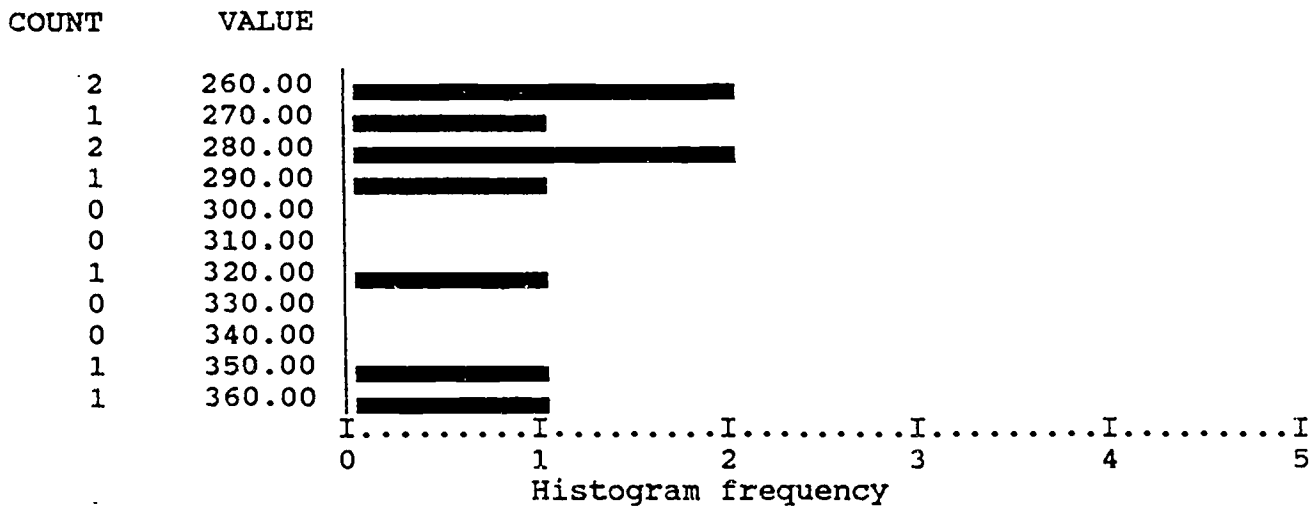 COUNT VALUE
2 260.00
1 270.00
2 280.00
1 290.00
0 300.00
0 310.00
1 320.00
0 330.00
0 340.00
1 350.00
1 360.00
I.........I.........I.........I.........I.........I
0 1 2 3 4 5
Histogram frequency